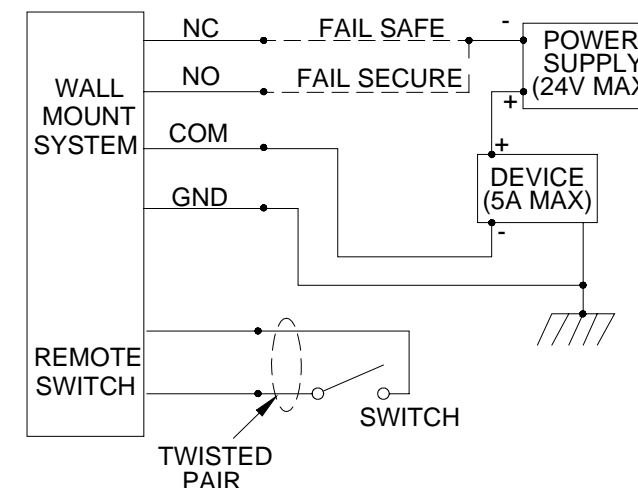 NC
FAIL SAFE
-
POWER
SUPPLY
(24V MAX
NO
FAIL SECURE
+
WALL
MOUNT
SYSTEM
COM
+
DEVICE
(5A MAX)
-
GND
REMOTE
SWITCH
SWITCH
TWISTED
PAIR